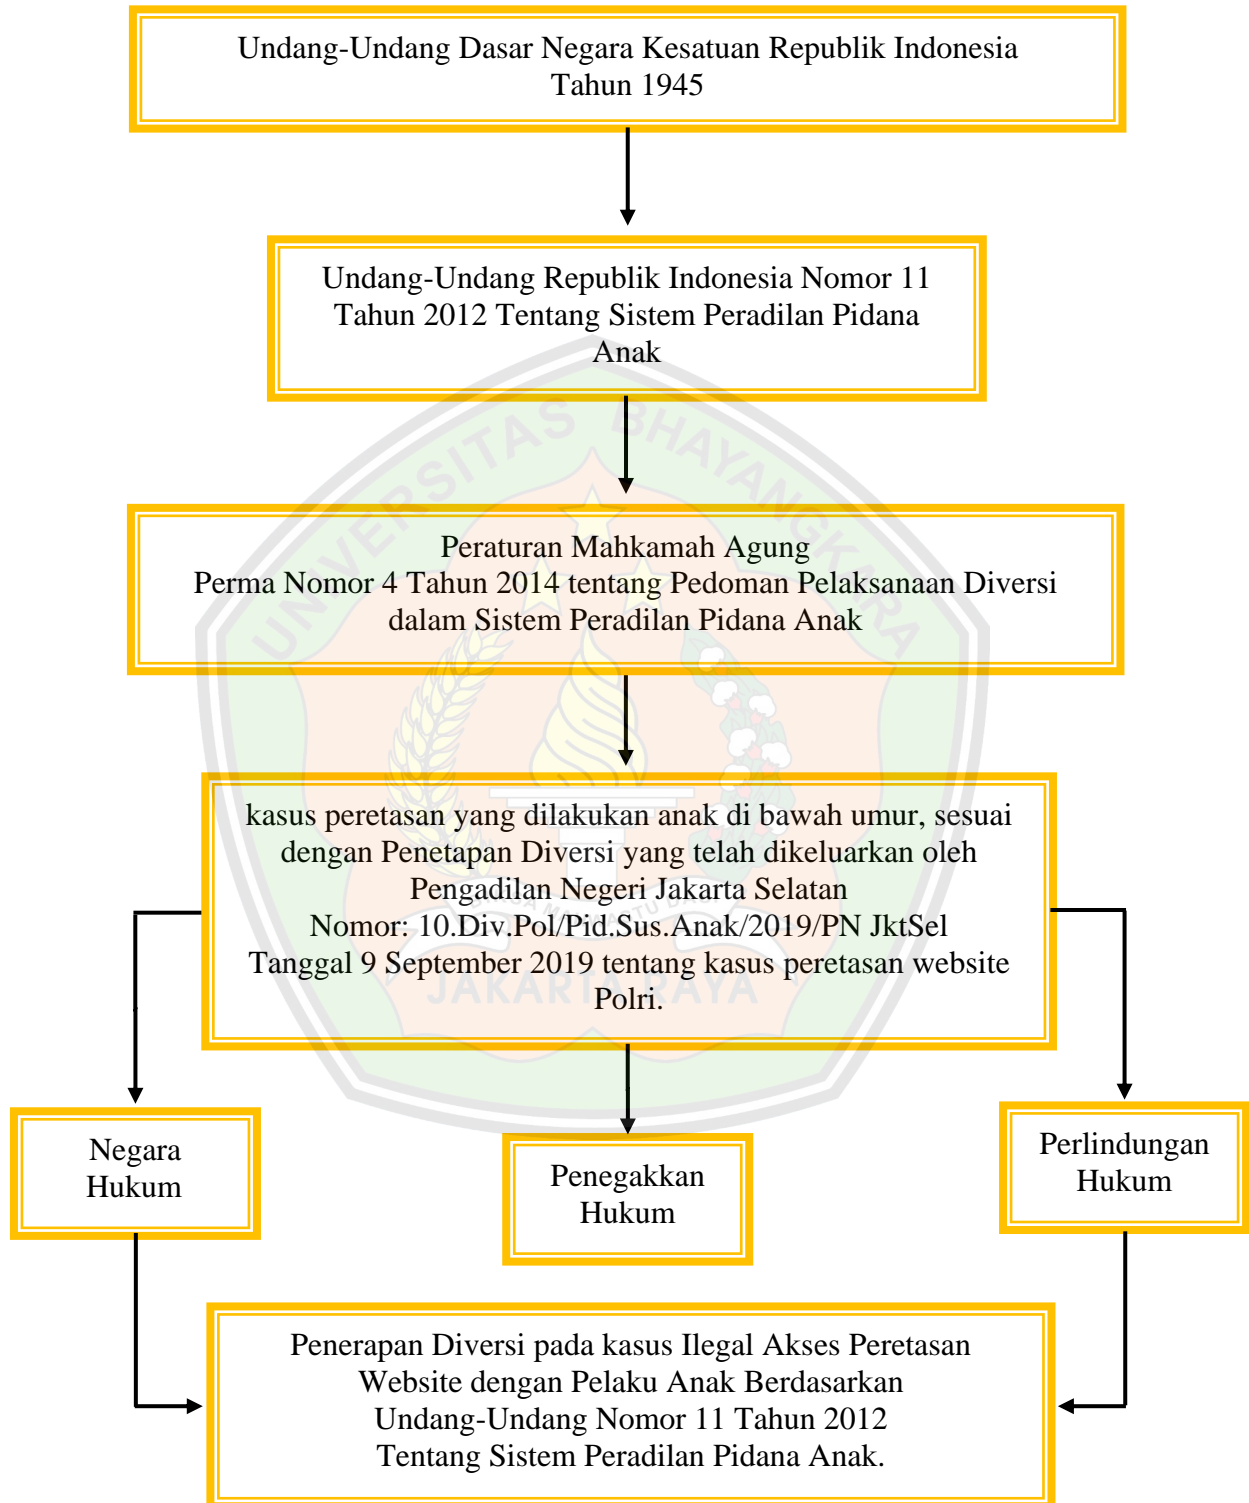 Undang-Undang Dasar Negara Kesatuan Republik Indonesia
Tahun 1945
Undang-Undang Republik Indonesia Nomor 11
Tahun 2012 Tentang Sistem Peradilan Pidana
Anak
UNIVERSITAS BHAYANGKARA
Peraturan Mahkamah Agung
Perma Nomor 4 Tahun 2014 tentang Pedoman Pelaksanaan Diversi
dalam Sistem Peradilan Pidana Anak
kasus peretasan yang dilakukan anak di bawah umur, sesuai
dengan Penetapan Diversi yang telah dikeluarkan oleh
Pengadilan Negeri Jakarta Selatan
Nomor: 10.Div.Pol/Pid.Sus.Anak/2019/PN JktSel
Tanggal 9 September 2019 tentang kasus peretasan website
Polri.
JAKARTA RAYA
Negara
Hukum
Penegakkan
Hukum
Perlindungan
Hukum
Penerapan Diversi pada kasus Ilegal Akses Peretasan
Website dengan Pelaku Anak Berdasarkan
Undang-Undang Nomor 11 Tahun 2012
Tentang Sistem Peradilan Pidana Anak.